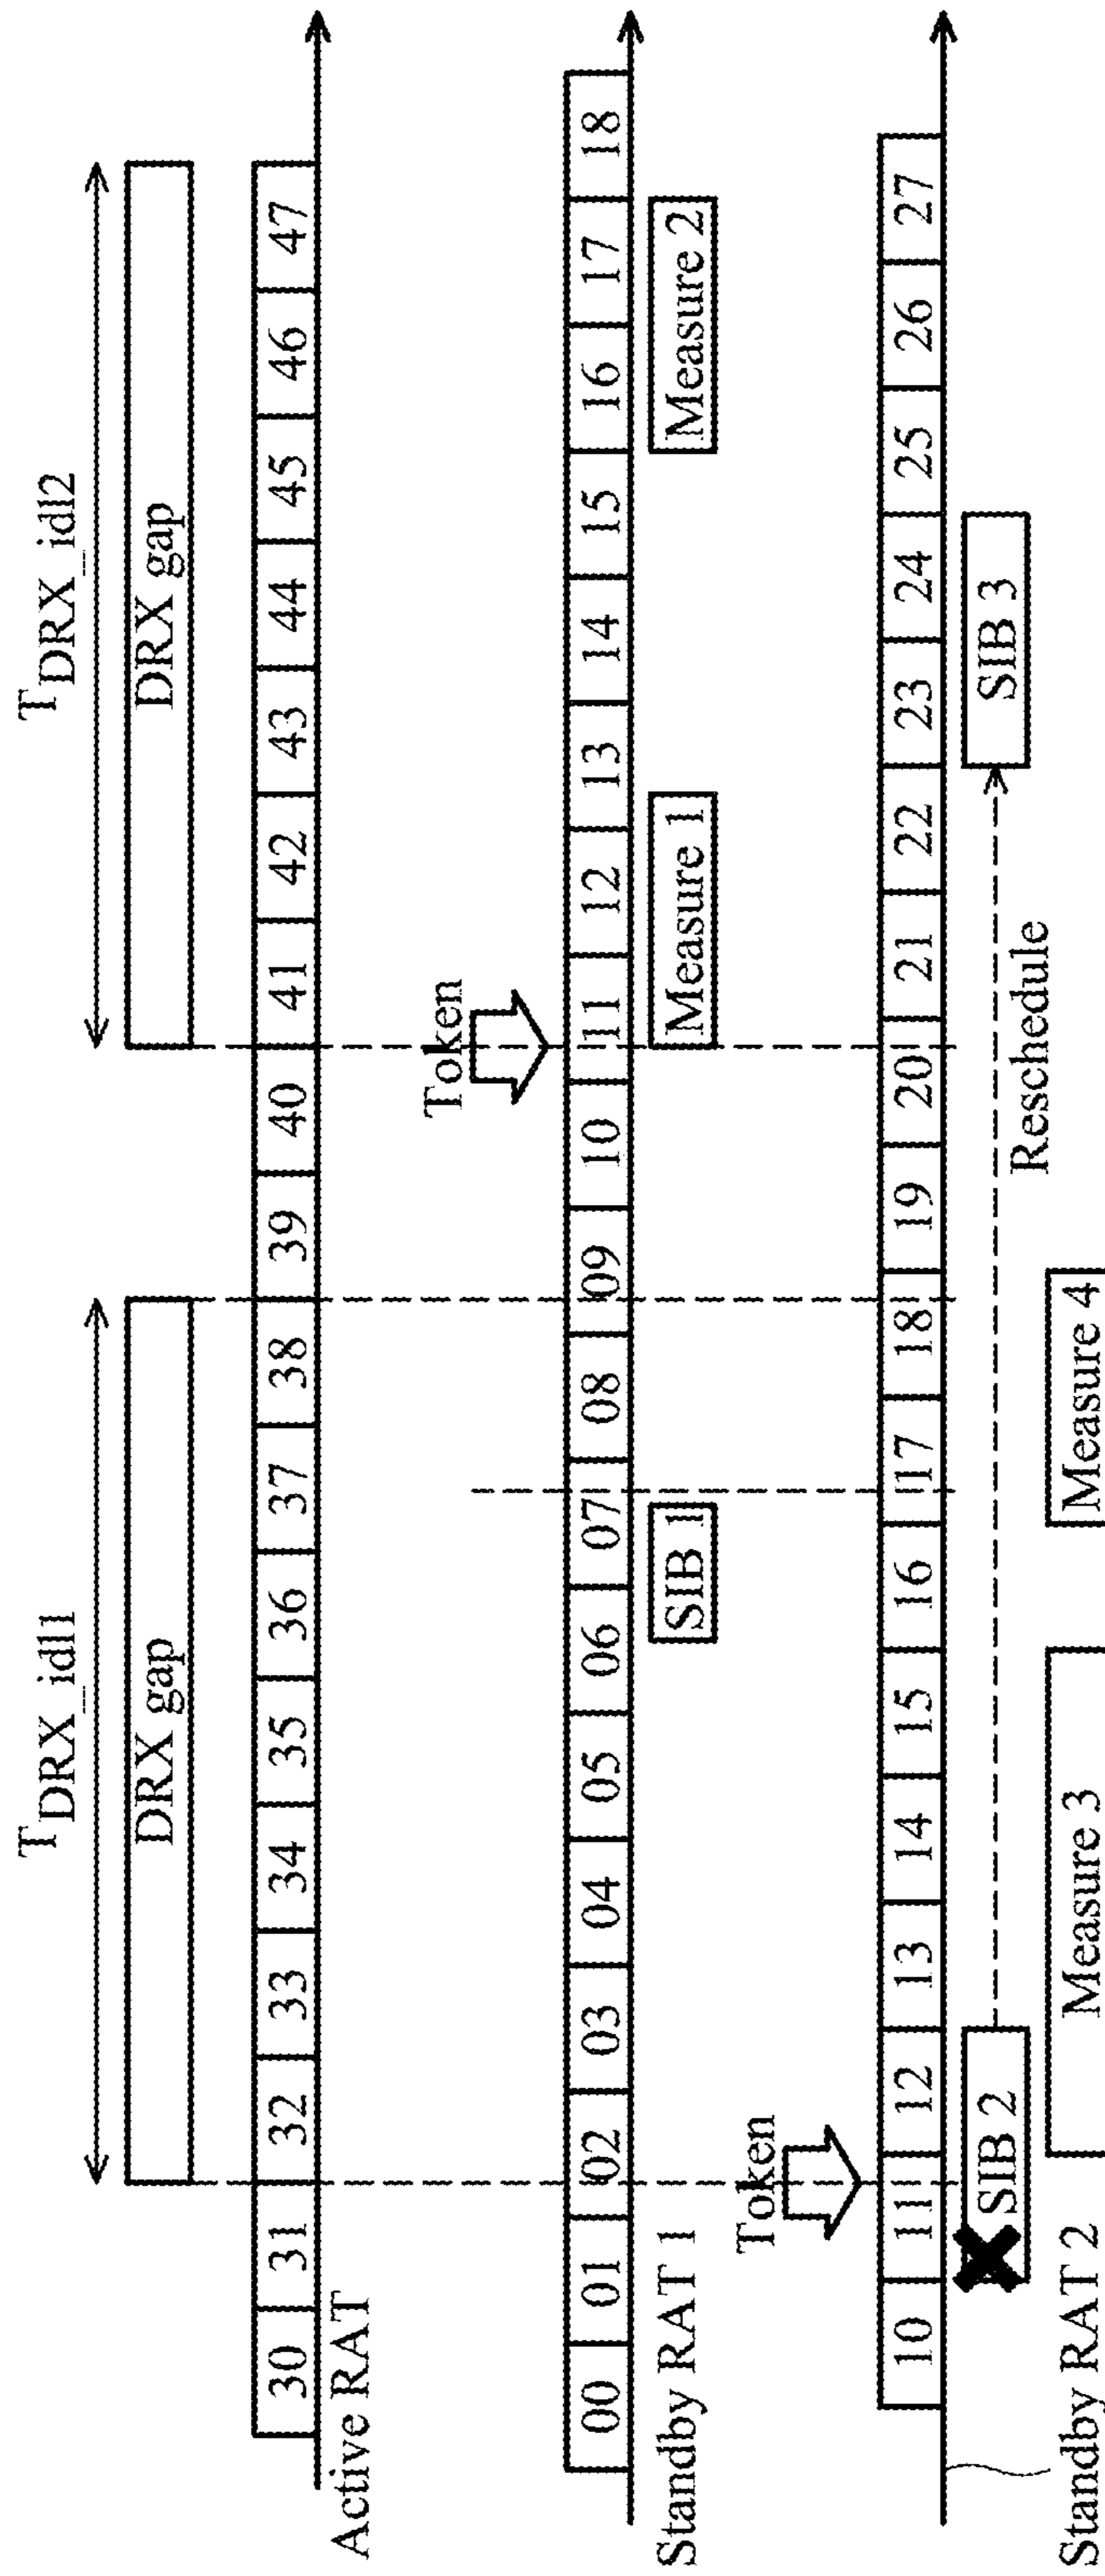 T DRX_idl1 T DRX_idl2
DRX gap DRX gap
30 31 32 33 34 35 36 37 38 39 40 41 42 43 44 45 46 47
Active RAT
Token
00 01 02 03 04 05 06 07 08 09 10 11 12 13 14 15 16 17 18
SIB 1 Measure 1 Measure 2
Standby RAT 1
Token
10 11 12 13 14 15 16 17 18 19 20 21 22 23 24 25 26 27
SIB 2 SIB 3
Reschedule
Measure 3 Measure 4
Standby RAT 2